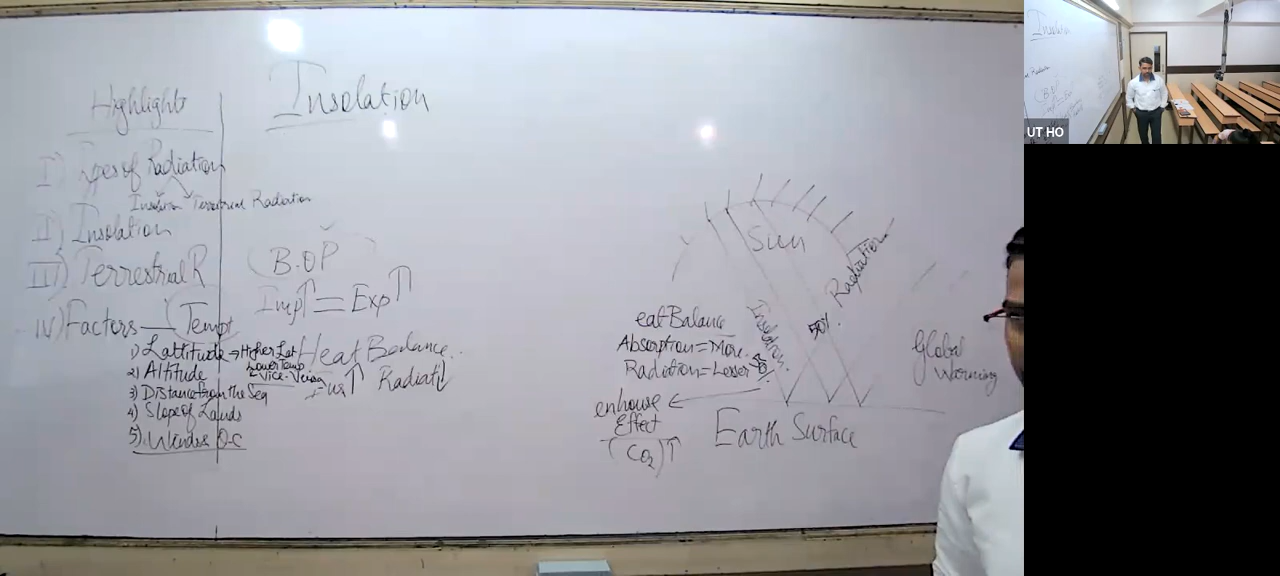 Highlight
Insolation
I) Types of Radiation
Insolation Terrestrial Radiation
II) Insolation
III) Terrestrial R
IV) Factors — Tempt
1) Lattitude → Higher Lat
Lower Temp
Vice-Versa
2) Altitude
3) Distance from the Sea
4) Slope of Lands
5) Windss O-C
B.O.P
Imp↑ = Exp↑
Heat Balance..
Radiat↓
Sun
Insolation
50%
Radiation
eat Balance
Absorption = More
Radiation = Lesser
enhouse
Effect
(CO2)↑
Earth Surface
Global
Warming
UT HO
Insolation
B.O.P